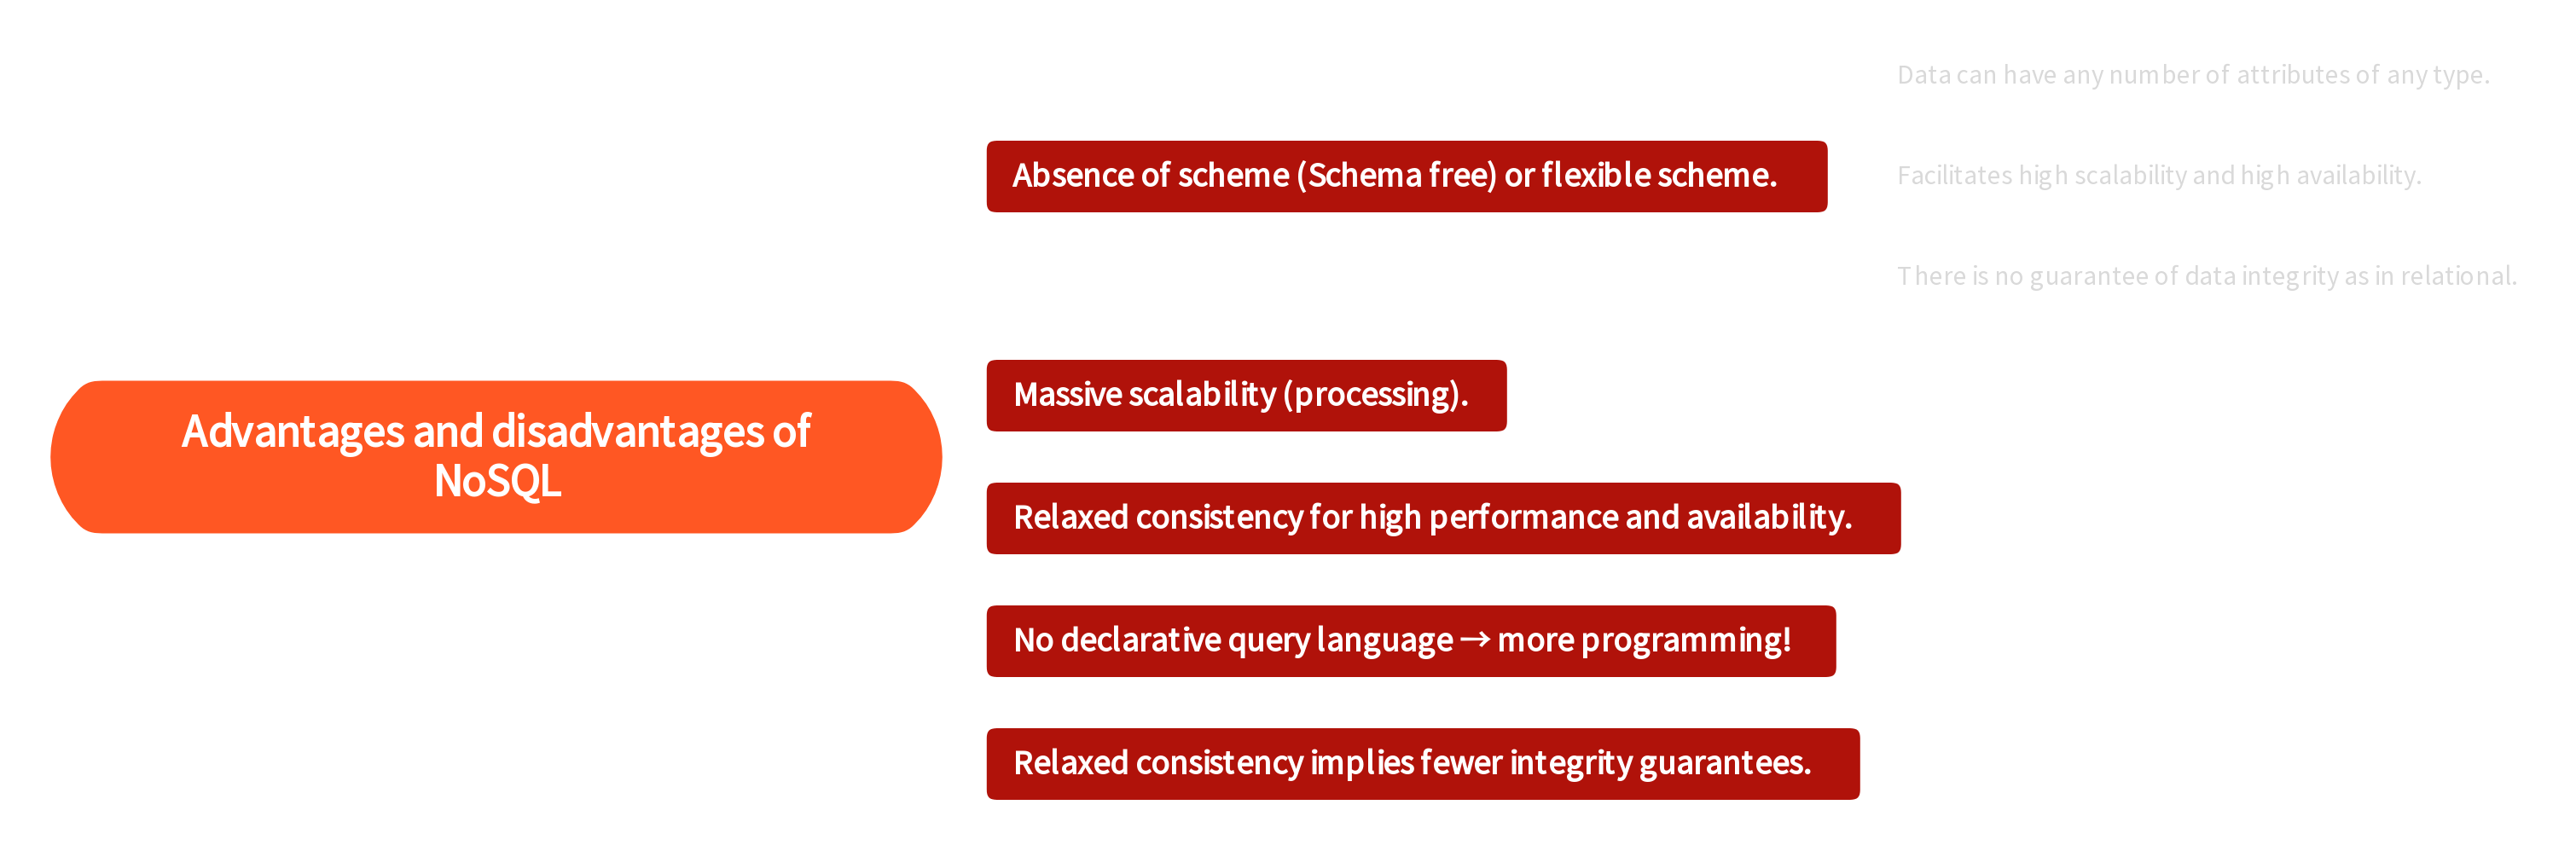 Advantages and disadvantages of
NoSQL
Absence of scheme (Schema free) or flexible scheme.
Data can have any number of attributes of any type.
Facilitates high scalability and high availability.
There is no guarantee of data integrity as in relational.
Massive scalability (processing).
Relaxed consistency for high performance and availability.
No declarative query language → more programming!
Relaxed consistency implies fewer integrity guarantees.